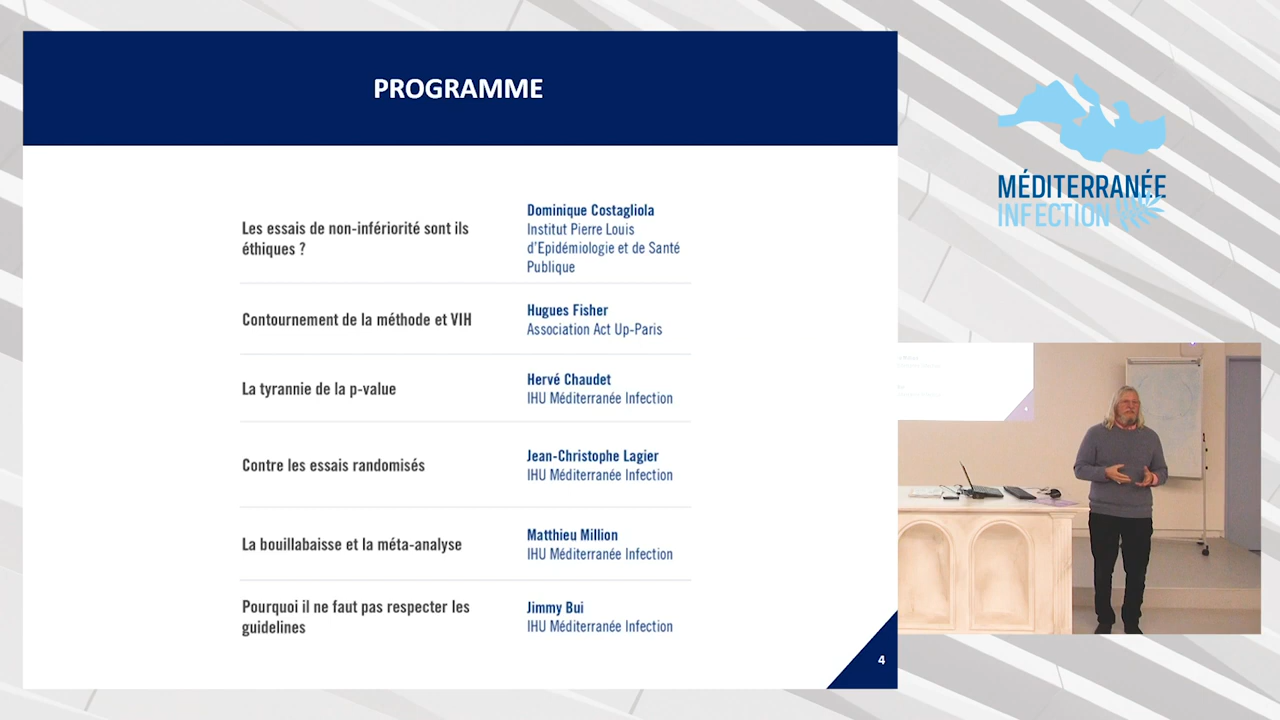 PROGRAMME
Les essais de non-infériorité sont ils
éthiques ?
Dominique Costagliola
Institut Pierre Louis
d'Epidémiologie et de Santé
Publique
Contournement de la méthode et VIH
Hugues Fisher
Association Act Up-Paris
La tyrannie de la p-value
Hervé Chaudet
IHU Méditerranée Infection
Contre les essais randomisés
Jean-Christophe Lagier
IHU Méditerranée Infection
La bouillabaisse et la méta-analyse
Matthieu Million
IHU Méditerranée Infection
Pourquoi il ne faut pas respecter les
guidelines
Jimmy Bui
IHU Méditerranée Infection
4
MÉDITERRANÉE
INFECTION